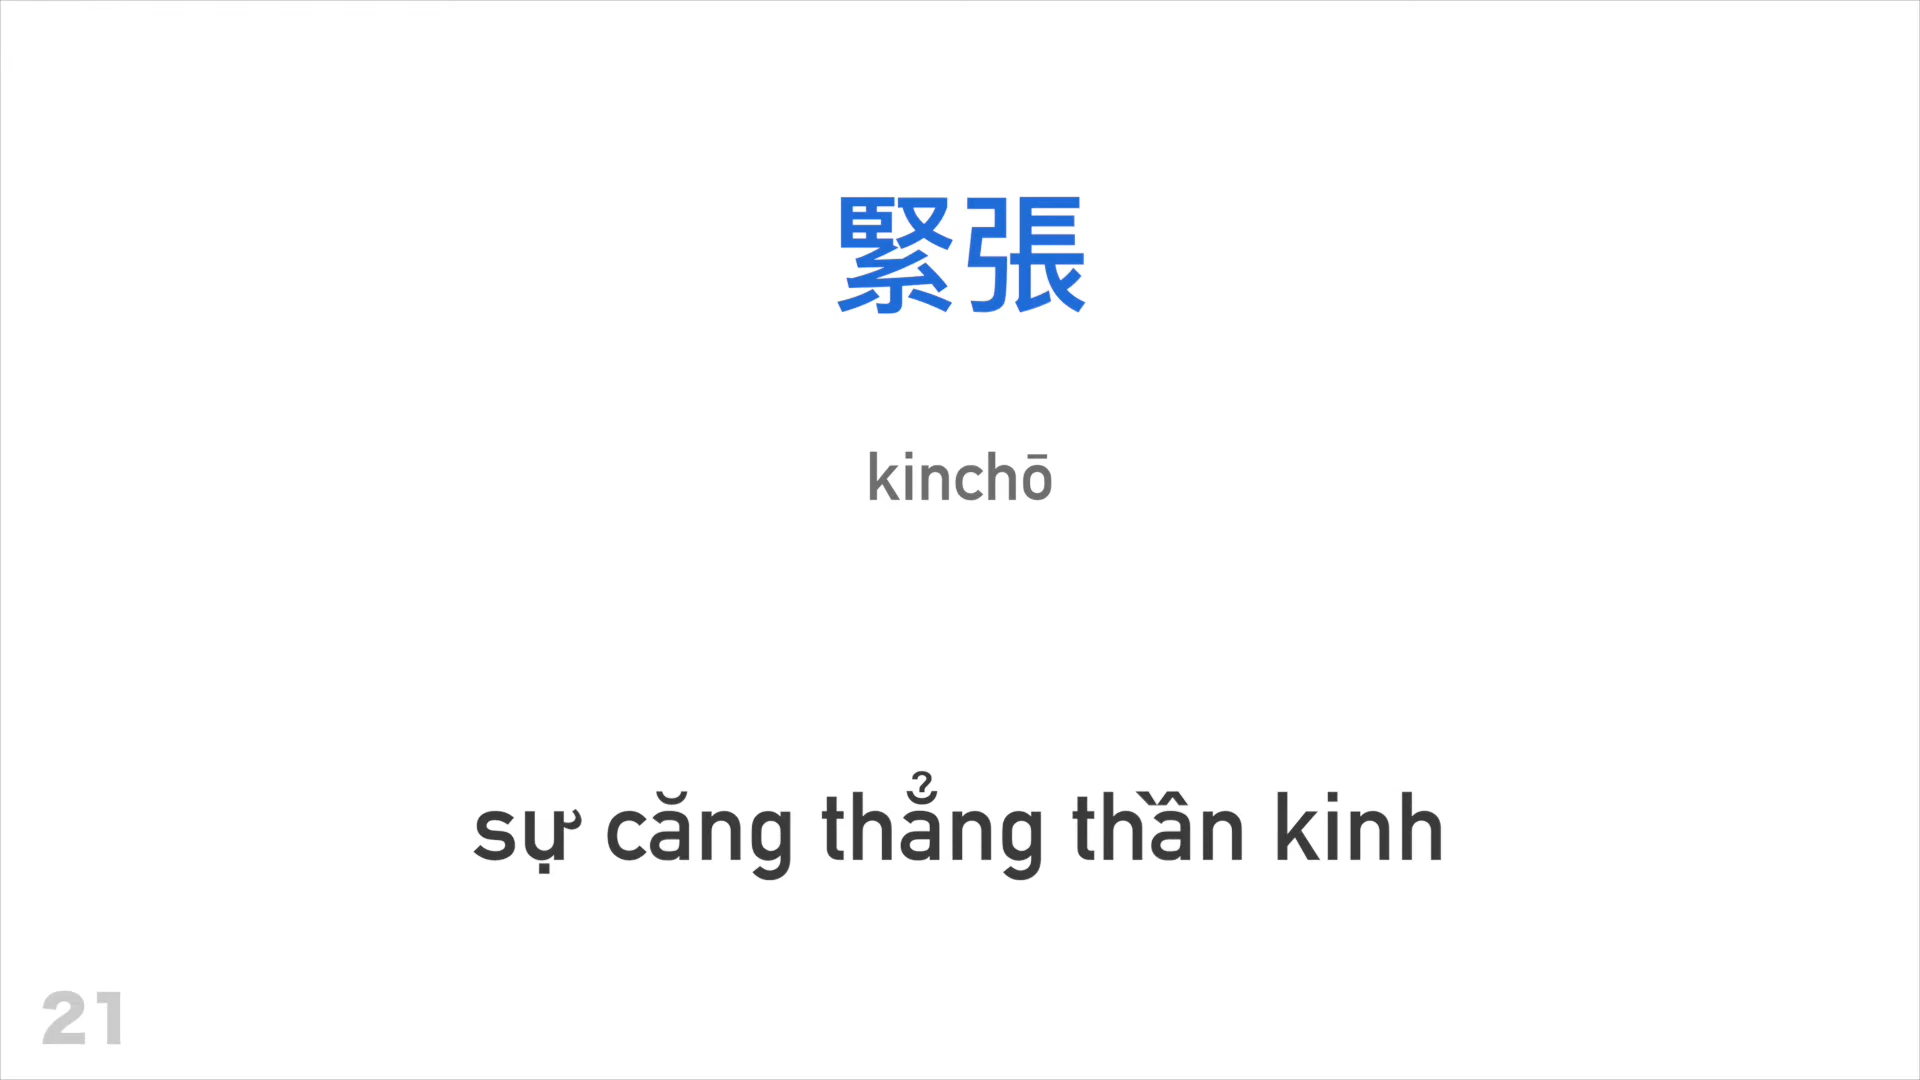 緊張
kinchō
sự căng thẳng thần kinh
21